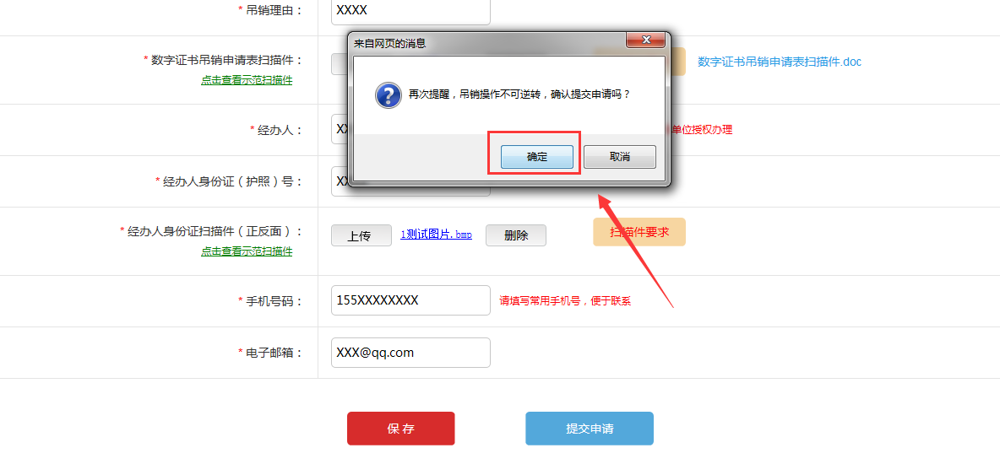 * 吊销理由： XXXX
来自网页的消息
* 数字证书吊销申请表扫描件： 数字证书吊销申请表扫描件.doc
点击查看示范扫描件
再次提醒，吊销操作不可逆转，确认提交申请吗？
* 经办人： XX 单位授权办理
确定 取消
* 经办人身份证（护照）号： XX
* 经办人身份证扫描件（正反面）： 上传 1测试图片.bmp 删除 扫描件要求
点击查看示范扫描件
* 手机号码： 155XXXXXXXX 请填写常用手机号，便于联系
* 电子邮箱： XXX@qq.com
保 存 提交申请